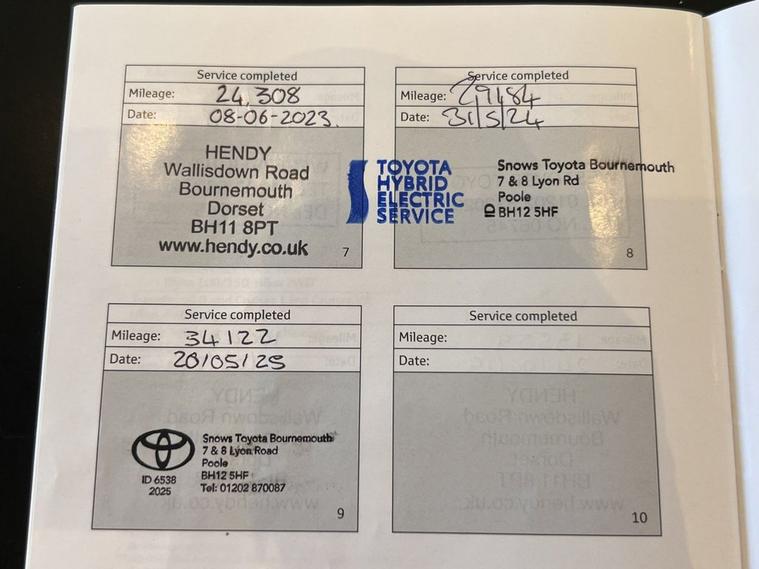 Service completed
Mileage: 24,308
Date: 08-06-2023.
HENDY
Wallisdown Road
Bournemouth
Dorset
BH11 8PT
www.hendy.co.uk
7
Service completed
Mileage: 29184
Date: 31/5/24
TOYOTA
HYBRID
ELECTRIC
SERVICE
Snows Toyota Bournemouth
7 & 8 Lyon Rd
Poole
BH12 5HF
8
Service completed
Mileage: 34122
Date: 20/05/25
Snows Toyota Bournemouth
7 & 8 Lyon Road
Poole
BH12 5HF
Tel: 01202 870087
ID 6538
2025
9
Service completed
Mileage:
Date:
10